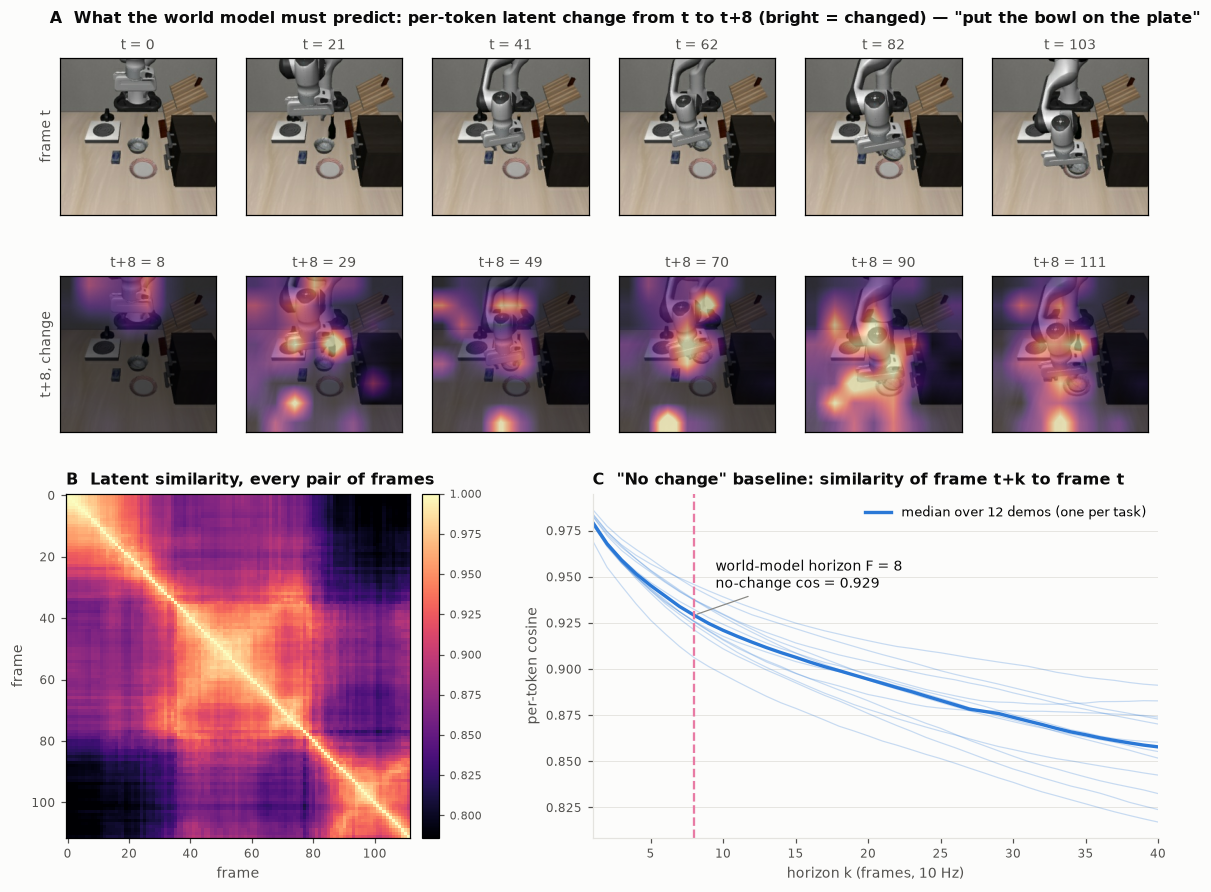 A  What the world model must predict: per-token latent change from t to t+8 (bright = changed) — "put the bowl on the plate"
t = 0
t = 21
t = 41
t = 62
t = 82
t = 103
frame t
t+8 = 8
t+8 = 29
t+8 = 49
t+8 = 70
t+8 = 90
t+8 = 111
t+8, change
B  Latent similarity, every pair of frames
0
20
40
60
80
100
frame
0
20
40
60
80
100
frame
1.000
0.975
0.950
0.925
0.900
0.875
0.850
0.825
0.800
C  "No change" baseline: similarity of frame t+k to frame t
median over 12 demos (one per task)
world-model horizon F = 8
no-change cos = 0.929
0.975
0.950
0.925
0.900
0.875
0.850
0.825
per-token cosine
5
10
15
20
25
30
35
40
horizon k (frames, 10 Hz)